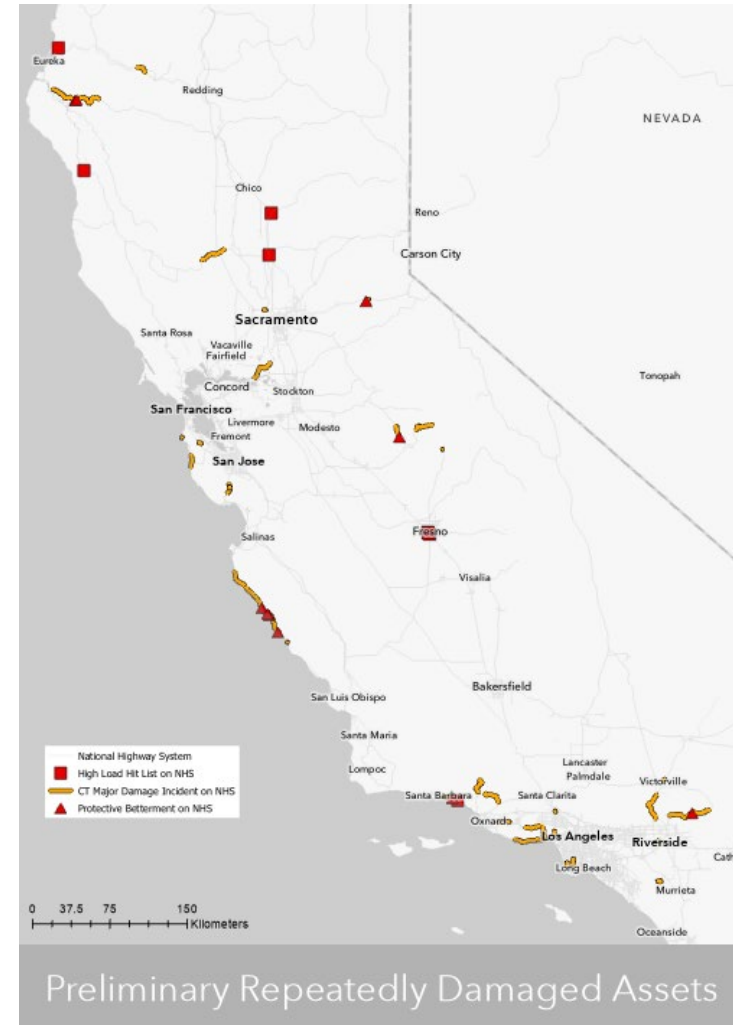 Eureka
Redding
NEVADA
Chico
Reno
Carson City
Sacramento
Santa Rosa
Vacaville
Fairfield
Tonopah
Concord
Stockton
San Francisco
Livermore
Modesto
Fremont
San Jose
Fresno
Salinas
Visalia
Bakersfield
San Luis Obispo
Santa Maria
Lompoc
Lancaster
Palmdale
Victorville
Santa Barbara
Santa Clarita
Oxnard
Los Angeles
Riverside
Cath
Long Beach
Murrieta
Oceanside
National Highway System
High Load Hit List on NHS
CT Major Damage Incident on NHS
Protective Betterment on NHS
0 37.5 75 150
Kilometers
Preliminary Repeatedly Damaged Assets